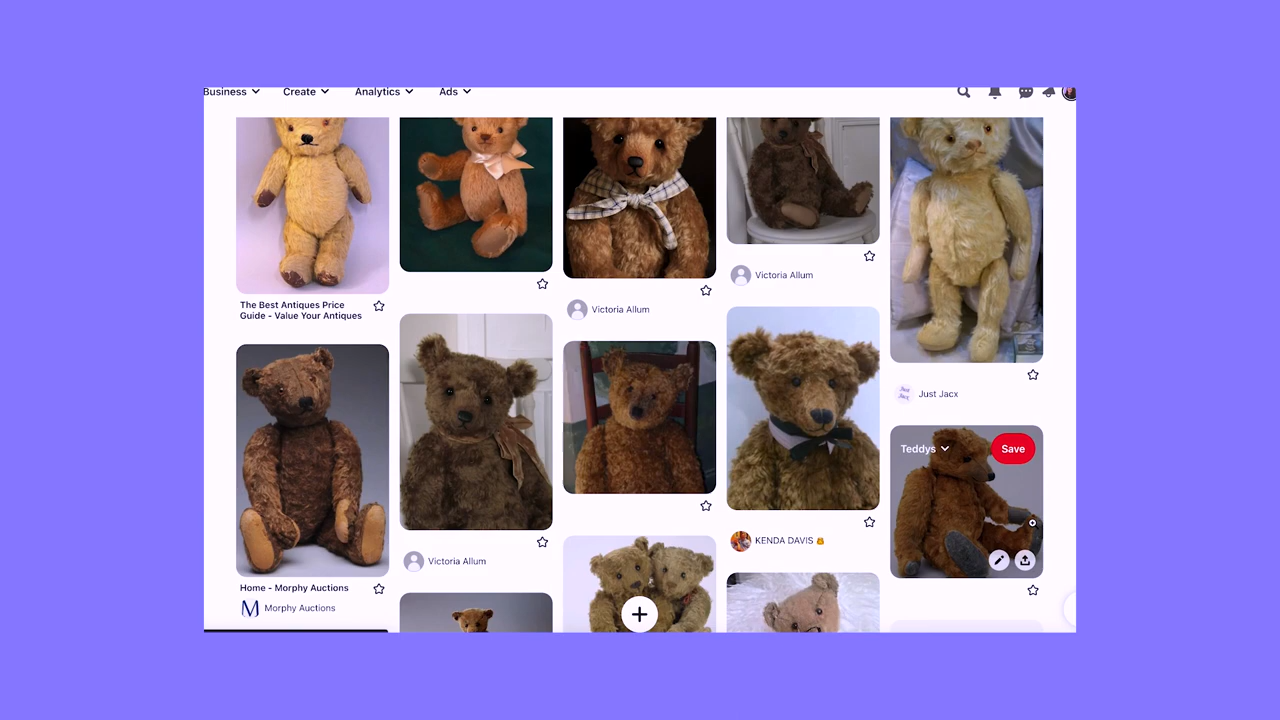 Business
Create
Analytics
Ads
The Best Antiques Price
Guide - Value Your Antiques
Victoria Allum
Victoria Allum
Just Jacx
Teddys
Save
KENDA DAVIS
Victoria Allum
Home - Morphy Auctions
Morphy Auctions